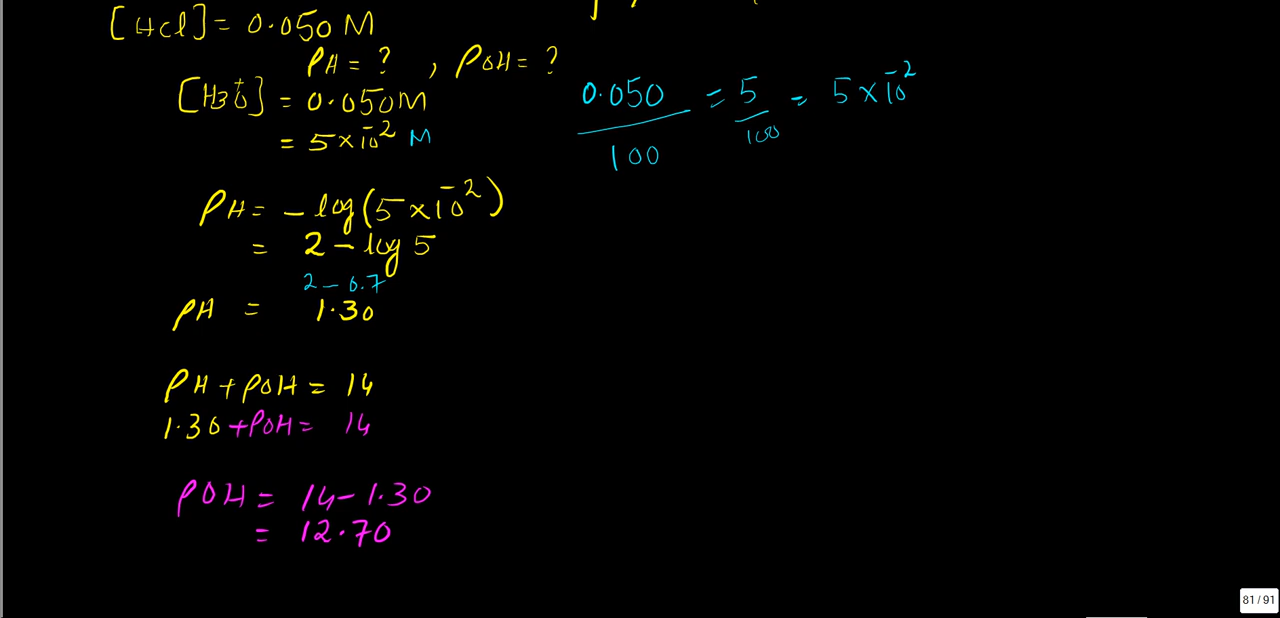 [HCl] = 0.050 M
PH = ? , POH = ?
[H3O+] = 0.050M
= 5×10^-2 M
0.050/100 = 5/100 = 5×10^-2
PH = -log(5×10^-2)
= 2 - log 5
2 - 0.7
PH = 1.30
PH + POH = 14
1.30 + POH = 14
POH = 14 - 1.30
= 12.70
81 / 91